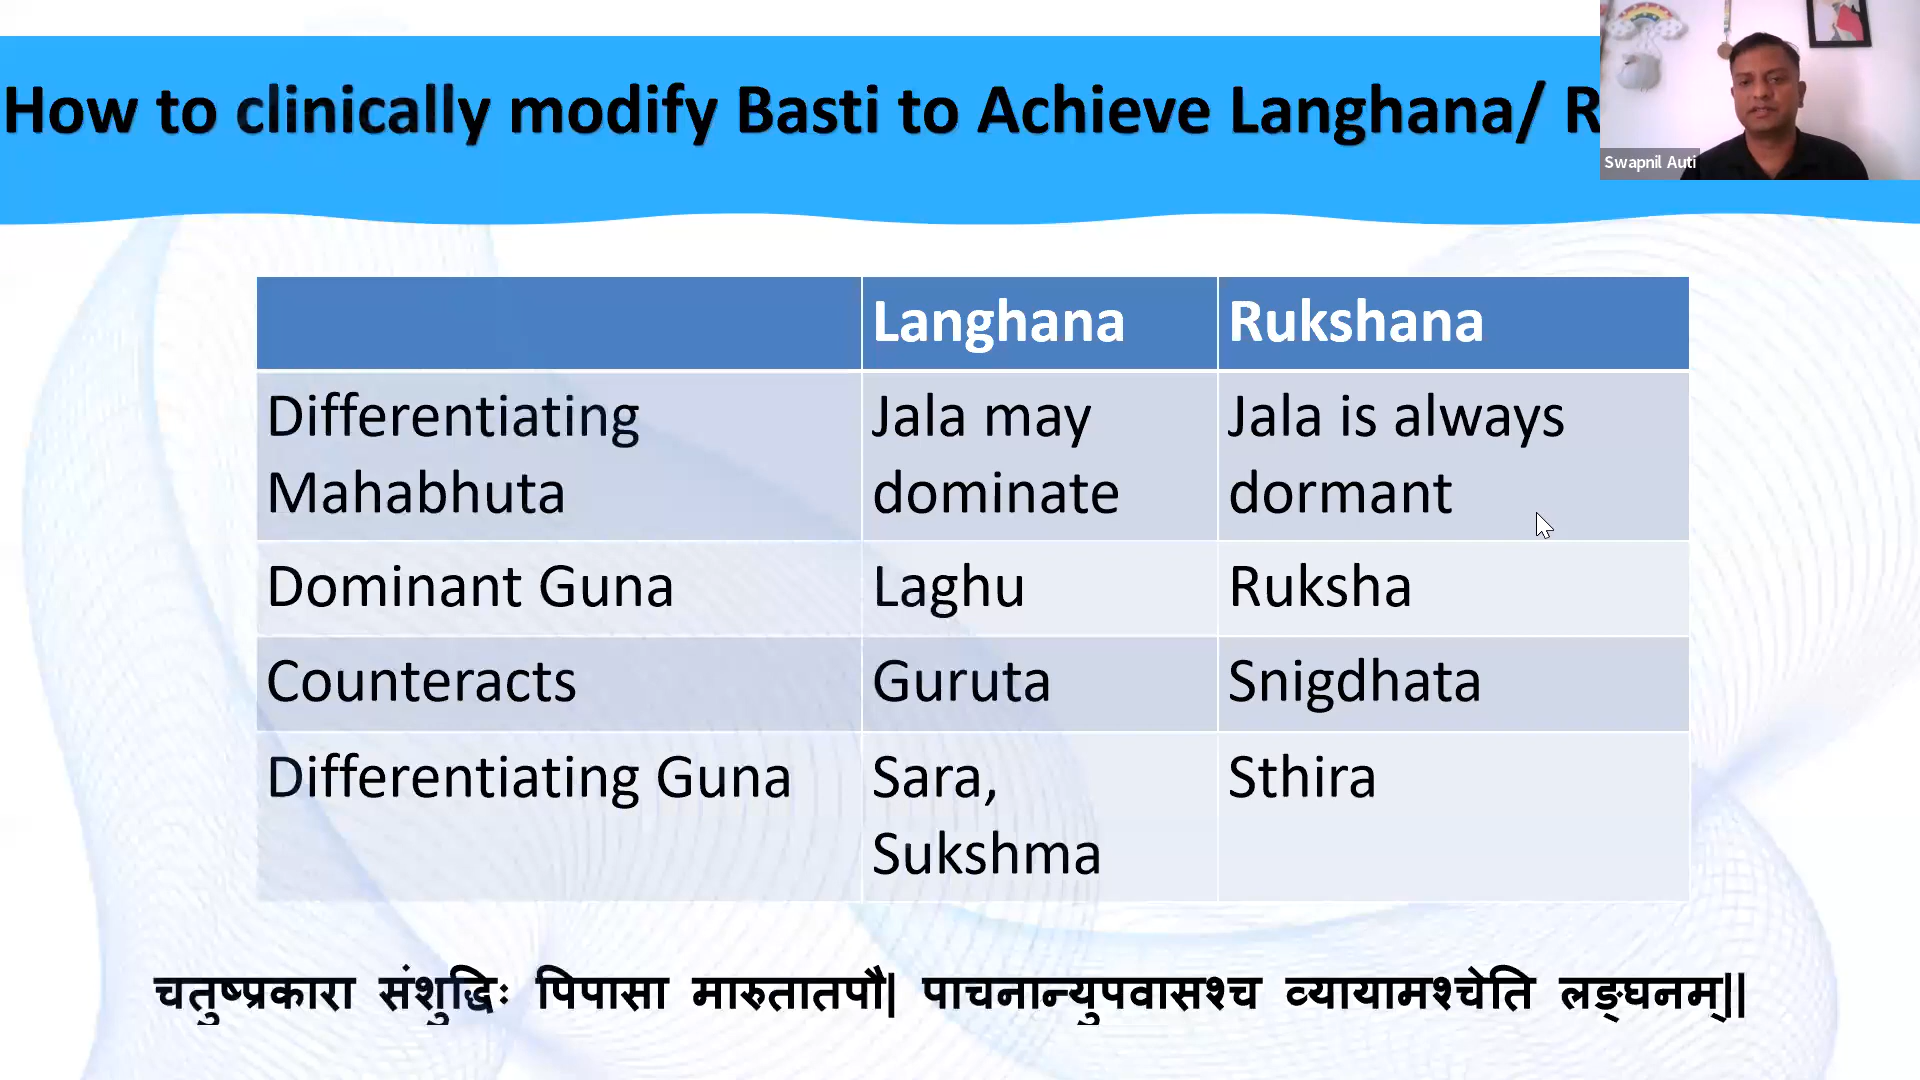 How to clinically modify Basti to Achieve Langhana/ R
Swapnil Auti
Langhana Rukshana
Differentiating Mahabhuta Jala may dominate Jala is always dormant
Dominant Guna Laghu Ruksha
Counteracts Guruta Snigdhata
Differentiating Guna Sara, Sukshma Sthira
चतुष्प्रकारा संशुद्धिः पिपासा मारुतातपौ| पाचनान्युपवासश्च व्यायामश्चेति लङ्घनम्||